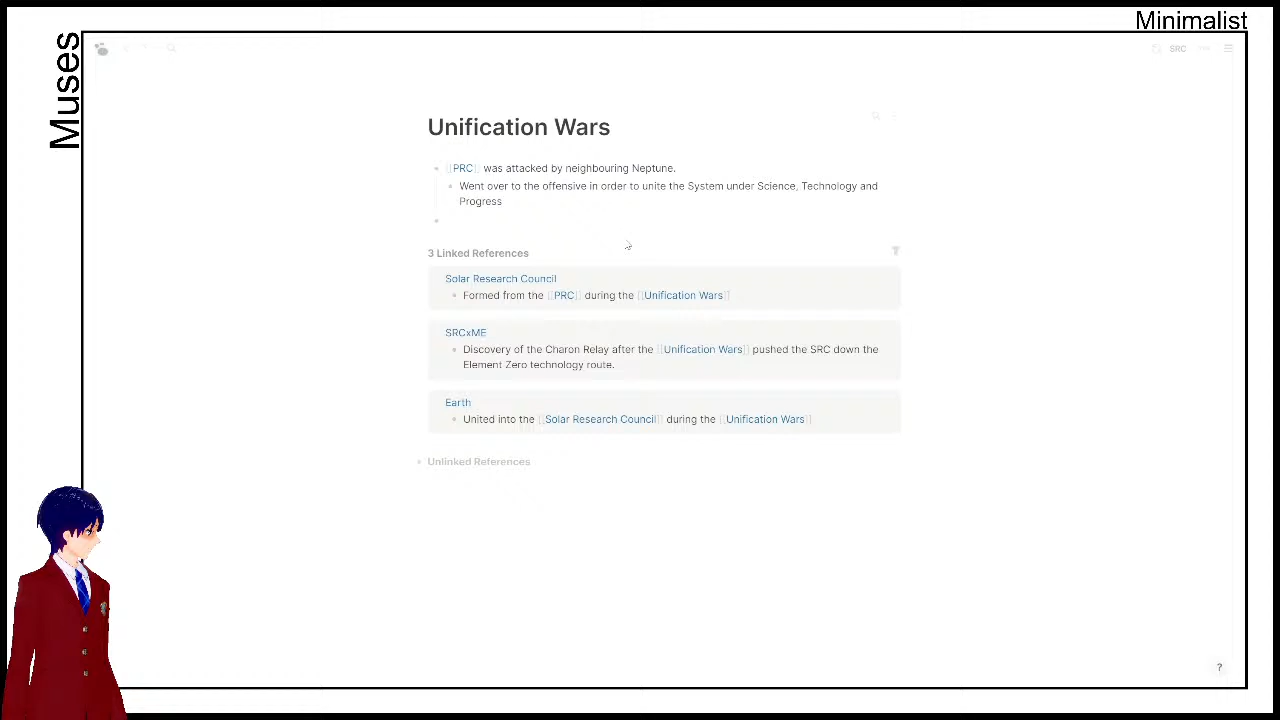 Minimalist
Muses
SRC
Unification Wars
[[PRC]] was attacked by neighbouring Neptune.
Went over to the offensive in order to unite the System under Science, Technology and
Progress
3 Linked References
Solar Research Council
Formed from the [[PRC]] during the [[Unification Wars]]
SRCxME
Discovery of the Charon Relay after the [[Unification Wars]] pushed the SRC down the
Element Zero technology route.
Earth
United into the [[Solar Research Council]] during the [[Unification Wars]]
Unlinked References
?